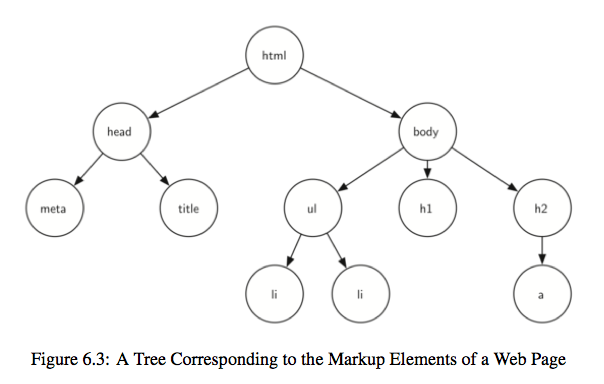 html
head
body
meta
title
ul
h1
h2
li
li
a
Figure 6.3: A Tree Corresponding to the Markup Elements of a Web Page